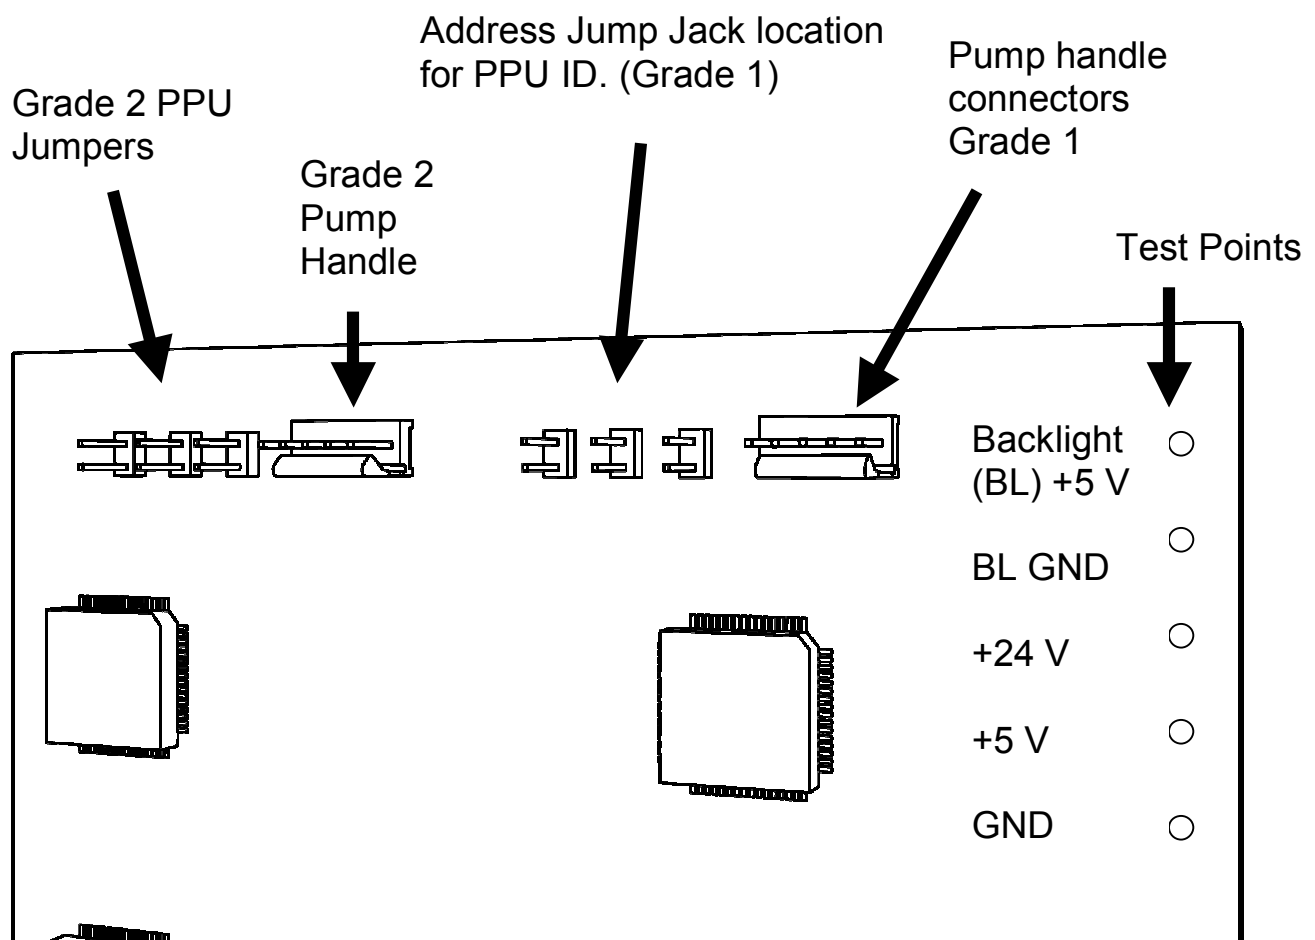 Address Jump Jack location
for PPU ID. (Grade 1)
Pump handle
connectors
Grade 1
Grade 2 PPU
Jumpers
Grade 2
Pump
Handle
Test Points
Backlight
(BL) +5 V
BL GND
+24 V
+5 V
GND